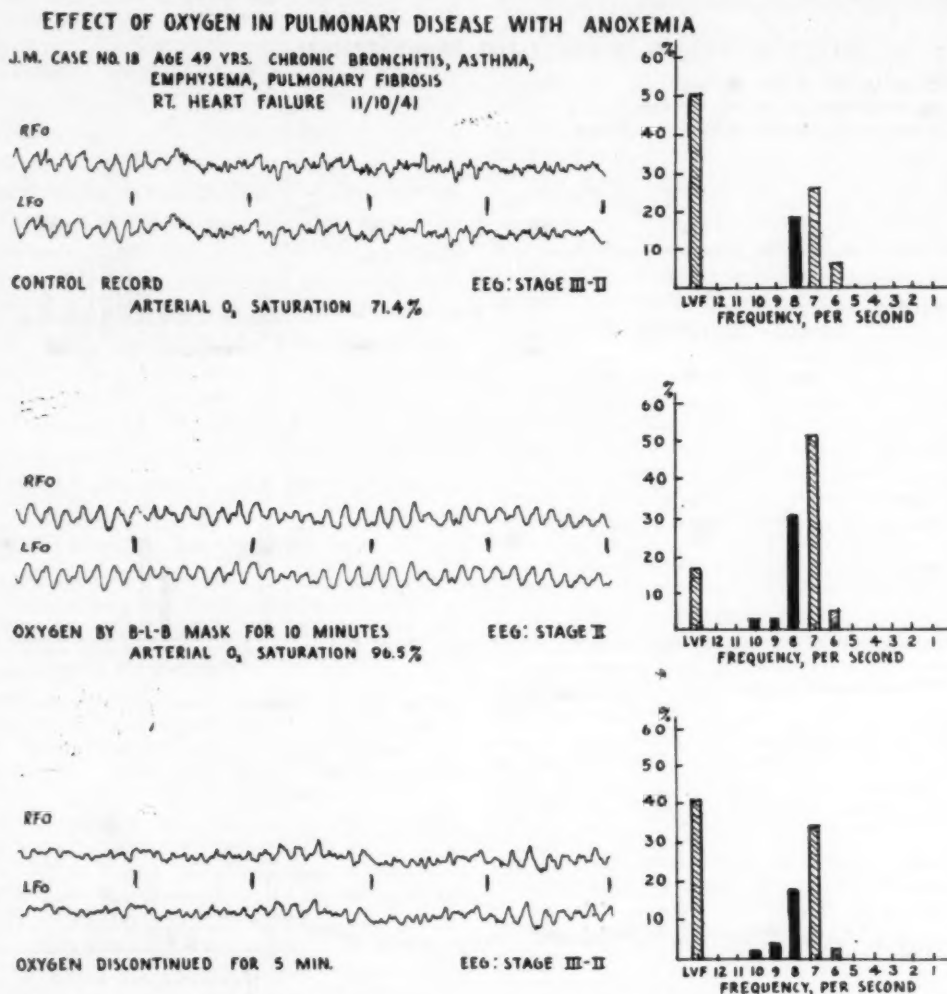 EFFECT OF OXYGEN IN PULMONARY DISEASE WITH ANOXEMIA
J.M. CASE NO. 18 AGE 49 YRS. CHRONIC BRONCHITIS, ASTHMA,
EMPHYSEMA, PULMONARY FIBROSIS
RT. HEART FAILURE 11/10/41
RFO
LFO
CONTROL RECORD EEG: STAGE III-II
ARTERIAL O₂ SATURATION 71.4%
%
60
50
40
30
20
10
LVF 12 11 10 9 8 7 6 5 4 3 2 1
FREQUENCY, PER SECOND
RFO
LFO
OXYGEN BY B-L-B MASK FOR 10 MINUTES EEG: STAGE II
ARTERIAL O₂ SATURATION 96.5%
%
60
50
40
30
20
10
LVF 12 11 10 9 8 7 6 5 4 3 2 1
FREQUENCY, PER SECOND
RFO
LFO
OXYGEN DISCONTINUED FOR 5 MIN. EEG: STAGE III-II
%
60
50
40
30
20
10
LVF 12 11 10 9 8 7 6 5 4 3 2 1
FREQUENCY, PER SECOND